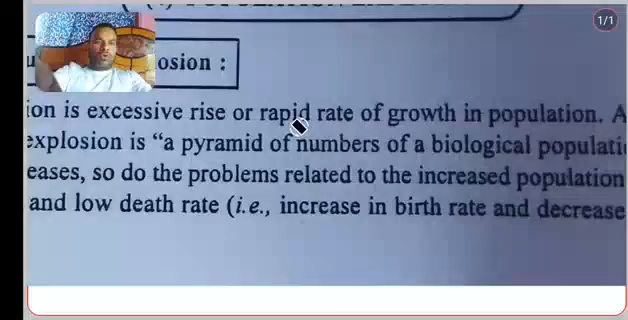 1/1
osion :
ion is excessive rise or rapid rate of growth in population. A
explosion is “a pyramid of numbers of a biological populati
eases, so do the problems related to the increased population
and low death rate (i.e., increase in birth rate and decrease